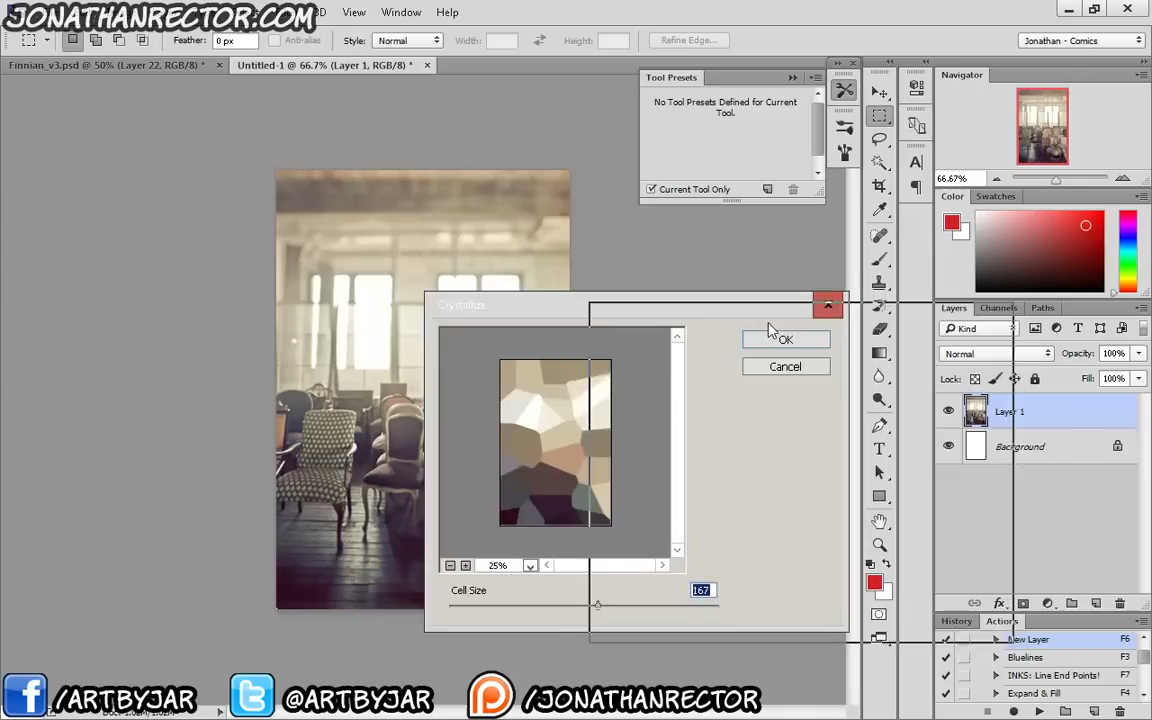 JONATHANRECTOR.COM
3D View Window Help
Feather: 0 px Anti-alias Style: Normal Width: Height: Refine Edge... Jonathan - Comics
Finnian_v3.psd @ 50% (Layer 22, RGB/8) * × Untitled-1 @ 66.7% (Layer 1, RGB/8) * ×
Tool Presets
No Tool Presets Defined for Current
Tool.
Current Tool Only
Navigator
66.67%
Color Swatches
Crystallize
OK
Cancel
25%
Cell Size 167
Layers Channels Paths
Kind
Normal Opacity: 100%
Lock: Fill: 100%
Layer 1
Background
History Actions
New Layer F6
Bluelines F3
INKS: Line End Points! F7
Expand & Fill F4
/ARTBYJAR @ARTBYJAR /JONATHANRECTOR